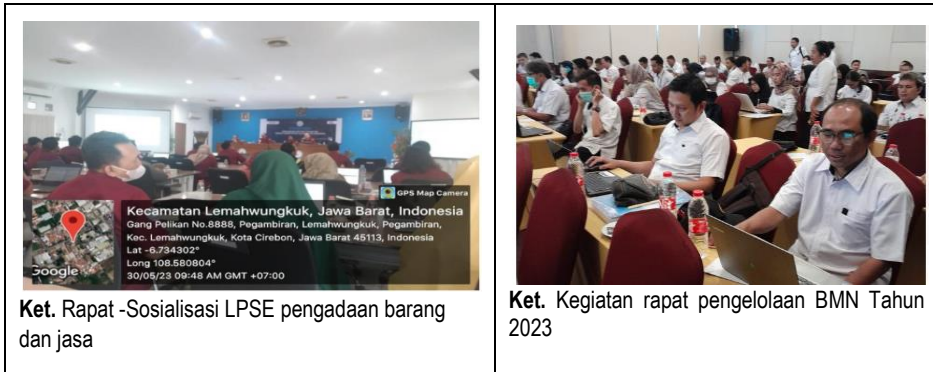 GPS Map Camera
Kecamatan Lemahwungkuk, Jawa Barat, Indonesia
Gang Pelikan No.8888, Pegambiran, Lemahwungkuk, Pegambiran,
Kec. Lemahwungkuk, Kota Cirebon, Jawa Barat 45113, Indonesia
Lat -6.734302°
Long 108.580804°
30/05/23 09:48 AM GMT +07:00
Google
Ket. Rapat -Sosialisasi LPSE pengadaan barang
dan jasa
Ket. Kegiatan rapat pengelolaan BMN Tahun
2023